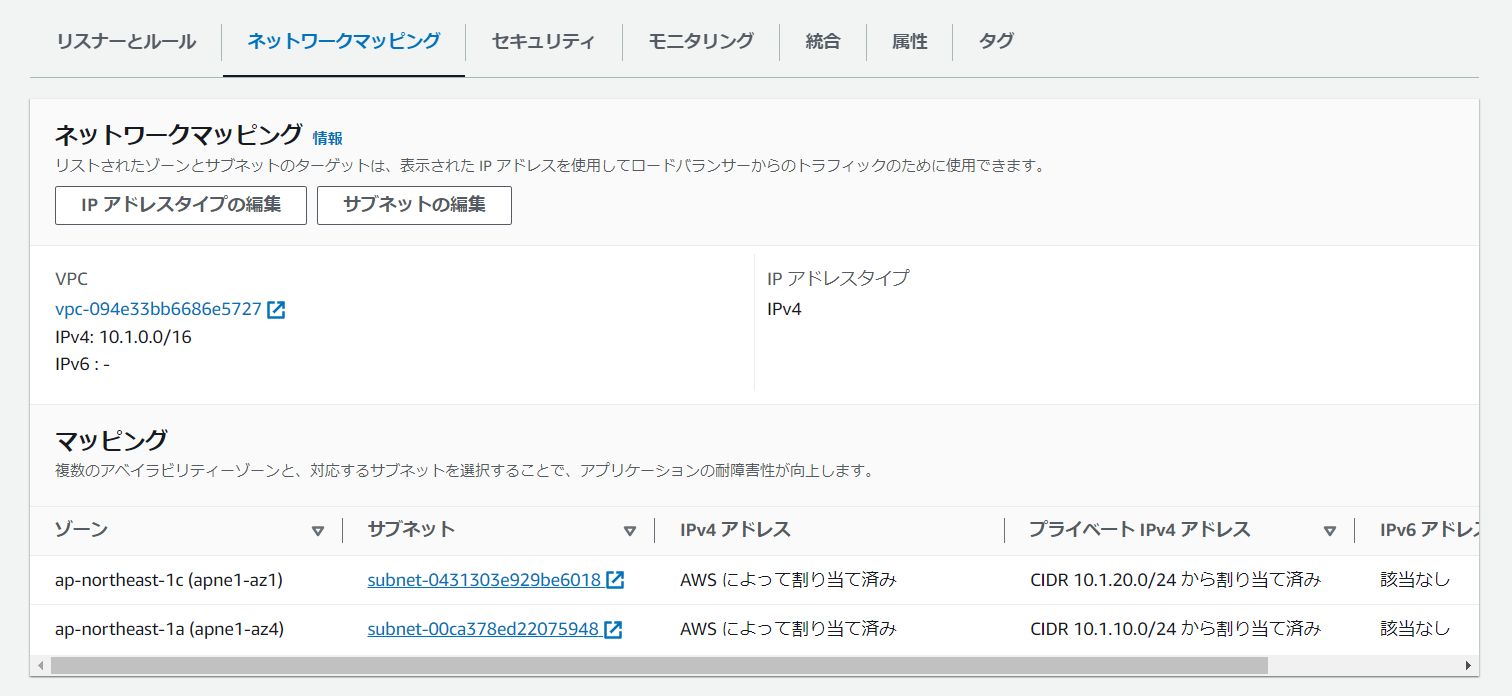 リスナーとルール ネットワークマッピング セキュリティ モニタリング 統合 属性 タグ
ネットワークマッピング 情報
リストされたゾーンとサブネットのターゲットは、表示された IP アドレスを使用してロードバランサーからのトラフィックのために使用できます。
IP アドレスタイプの編集 サブネットの編集
VPC
vpc-094e33bb6686e5727
IPv4: 10.1.0.0/16
IPv6 : -
IP アドレスタイプ
IPv4
マッピング
複数のアベイラビリティーゾーンと、対応するサブネットを選択することで、アプリケーションの耐障害性が向上します。
ゾーン サブネット IPv4 アドレス プライベート IPv4 アドレス IPv6 アドレ
ap-northeast-1c (apne1-az1) subnet-0431303e929be6018 AWS によって割り当て済み CIDR 10.1.20.0/24 から割り当て済み 該当なし
ap-northeast-1a (apne1-az4) subnet-00ca378ed22075948 AWS によって割り当て済み CIDR 10.1.10.0/24 から割り当て済み 該当なし